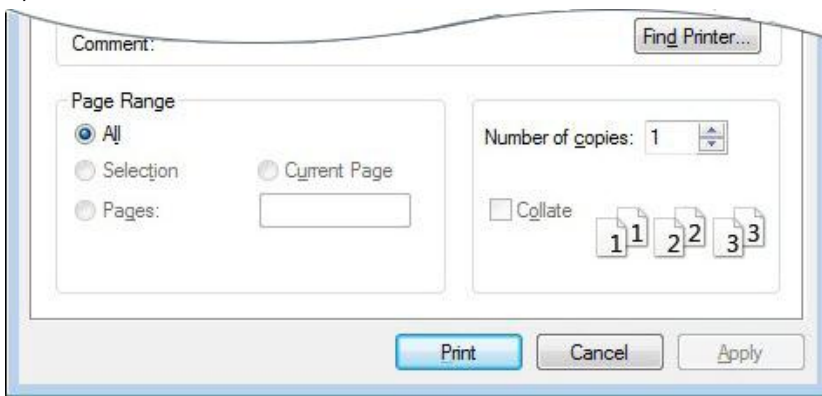 Comment:
Find Printer...
Page Range
All
Selection
Current Page
Pages:
Number of copies: 1
Collate
1 1 2 2 3 3
Print
Cancel
Apply